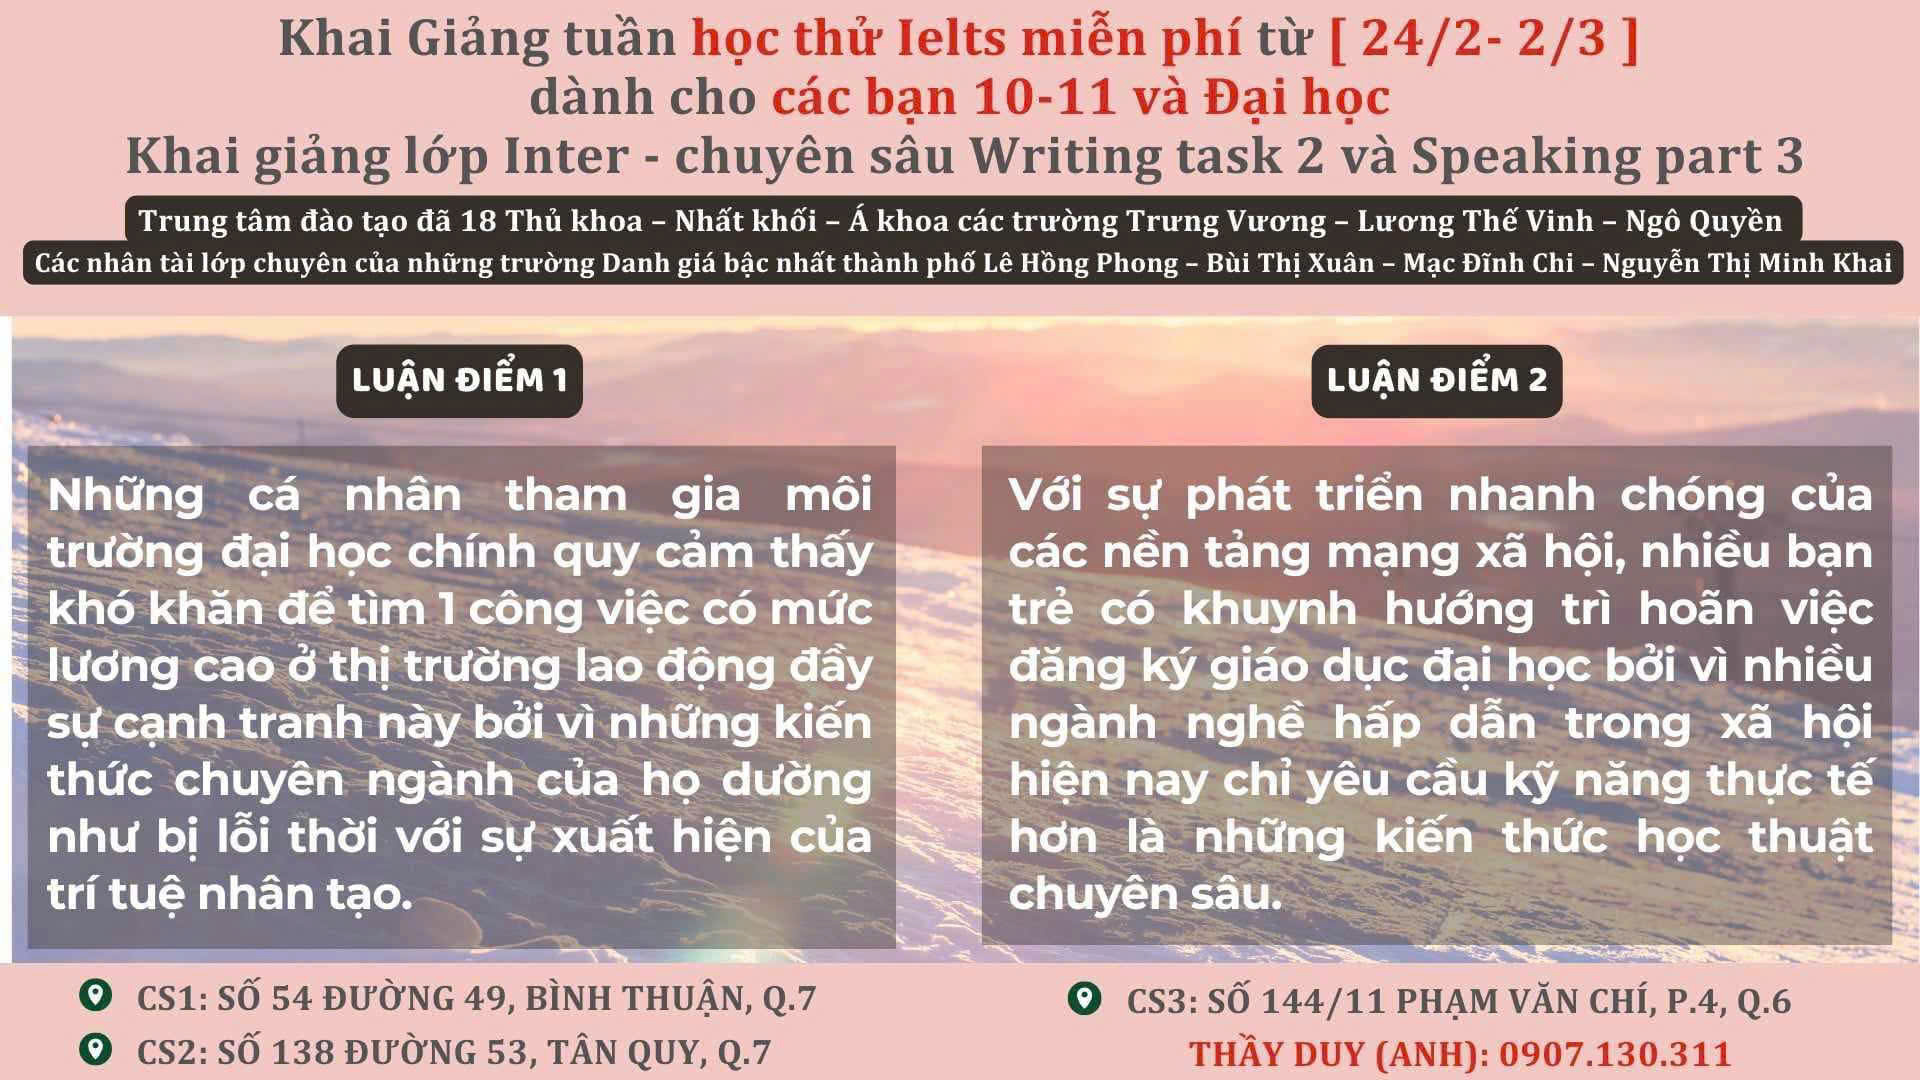 Khai Giảng tuần học thử Ielts miễn phí từ [ 24/2- 2/3 ]
dành cho các bạn 10-11 và Đại học
Khai giảng lớp Inter - chuyên sâu Writing task 2 và Speaking part 3
Trung tâm đào tạo đã 18 Thủ khoa – Nhất khối – Á khoa các trường Trưng Vương – Lương Thế Vinh – Ngô Quyền
Các nhân tài lớp chuyên của những trường Danh giá bậc nhất thành phố Lê Hồng Phong – Bùi Thị Xuân – Mạc Đĩnh Chi – Nguyễn Thị Minh Khai
LUẬN ĐIỂM 1
Những cá nhân tham gia môi
trường đại học chính quy cảm thấy
khó khăn để tìm 1 công việc có mức
lương cao ở thị trường lao động đầy
sự cạnh tranh này bởi vì những kiến
thức chuyên ngành của họ dường
như bị lỗi thời với sự xuất hiện của
trí tuệ nhân tạo.
LUẬN ĐIỂM 2
Với sự phát triển nhanh chóng của
các nền tảng mạng xã hội, nhiều bạn
trẻ có khuynh hướng trì hoãn việc
đăng ký giáo dục đại học bởi vì nhiều
ngành nghề hấp dẫn trong xã hội
hiện nay chỉ yêu cầu kỹ năng thực tế
hơn là những kiến thức học thuật
chuyên sâu.
CS1: SỐ 54 ĐƯỜNG 49, BÌNH THUẬN, Q.7
CS2: SỐ 138 ĐƯỜNG 53, TÂN QUY, Q.7
CS3: SỐ 144/11 PHẠM VĂN CHÍ, P.4, Q.6
THẦY DUY (ANH): 0907.130.311